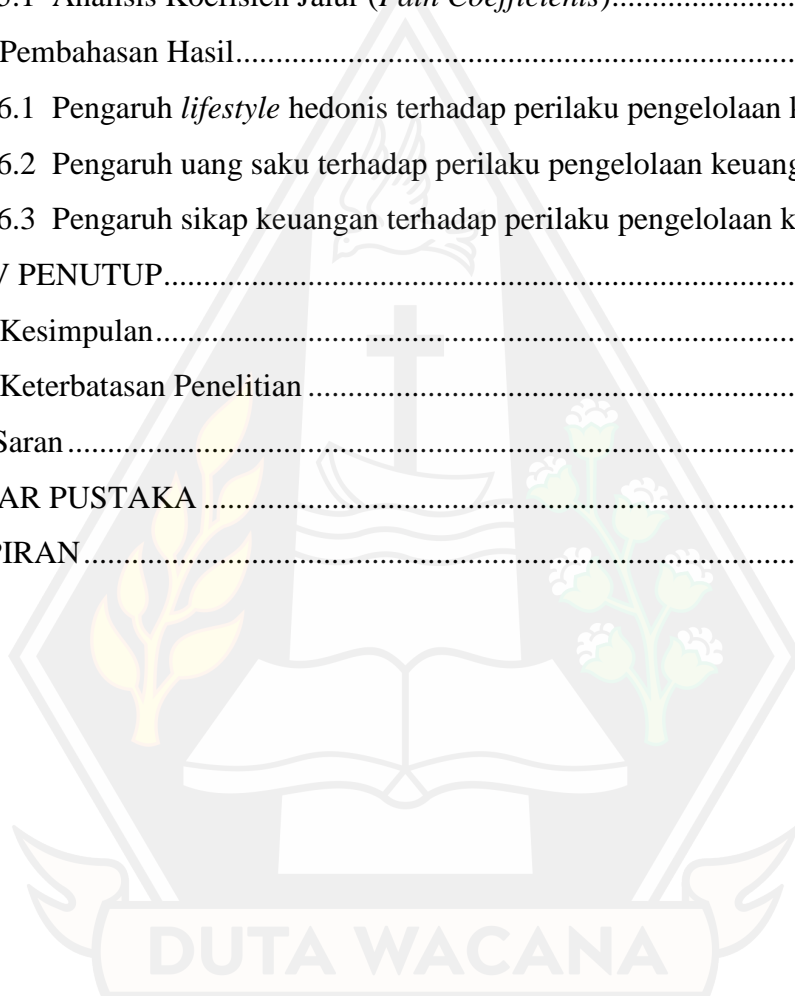 5.1 Analisis Koefisien Jalur (Path Coefficients)....................
Pembahasan Hasil....................
6.1 Pengaruh lifestyle hedonis terhadap perilaku pengelolaan k
6.2 Pengaruh uang saku terhadap perilaku pengelolaan keuang
6.3 Pengaruh sikap keuangan terhadap perilaku pengelolaan k
V PENUTUP....................
Kesimpulan....................
Keterbatasan Penelitian....................
Saran....................
AR PUSTAKA....................
PIRAN....................
DUTA WACANA